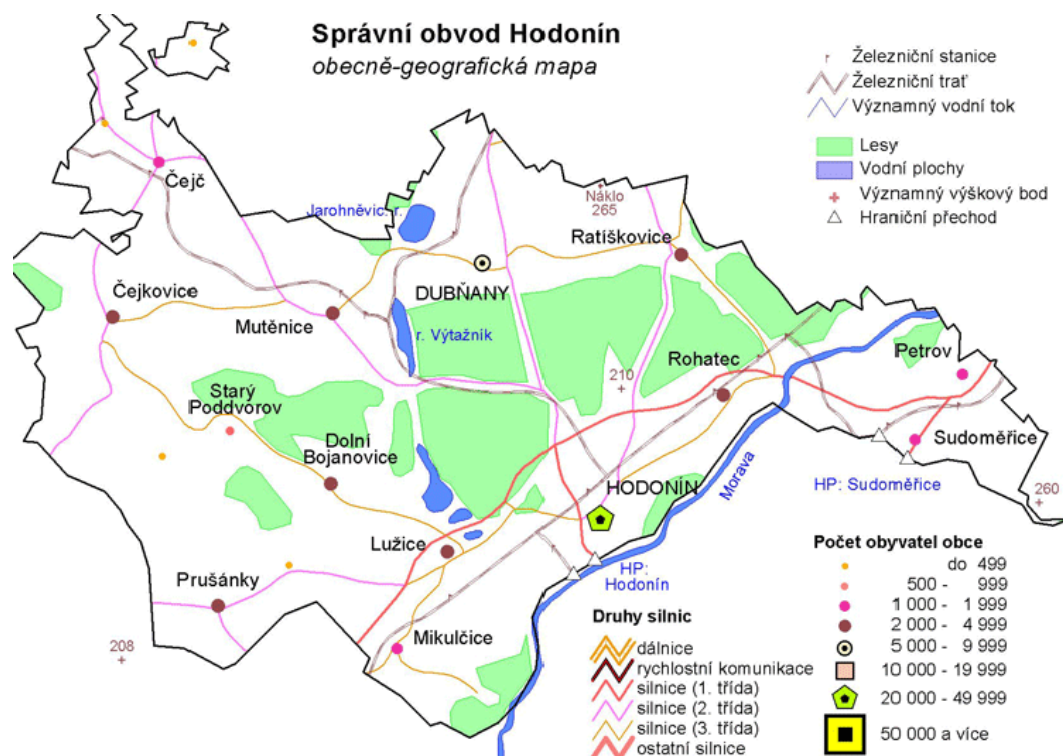 Správní obvod Hodonín
obecně-geografická mapa
Železniční stanice
Železniční trať
Významný vodní tok
Lesy
Vodní plochy
Významný výškový bod
Hraniční přechod
Čejč
Náklo
265
Jarohněvic. r.
Ratíškovice
Čejkovice
DUBŇANY
Mutěnice
r. Výtažník
Petrov
Rohatec
210
Starý
Poddvorov
Dolní
Bojanovice
Sudoměřice
HODONÍN
Morava
HP: Sudoměřice
260
Lužice
HP:
Hodonín
Prušánky
Mikulčice
208
Druhy silnic
dálnice
rychlostní komunikace
silnice (1. třída)
silnice (2. třída)
silnice (3. třída)
ostatní silnice
Počet obyvatel obce
do 499
500 - 999
1 000 - 1 999
2 000 - 4 999
5 000 - 9 999
10 000 - 19 999
20 000 - 49 999
50 000 a více